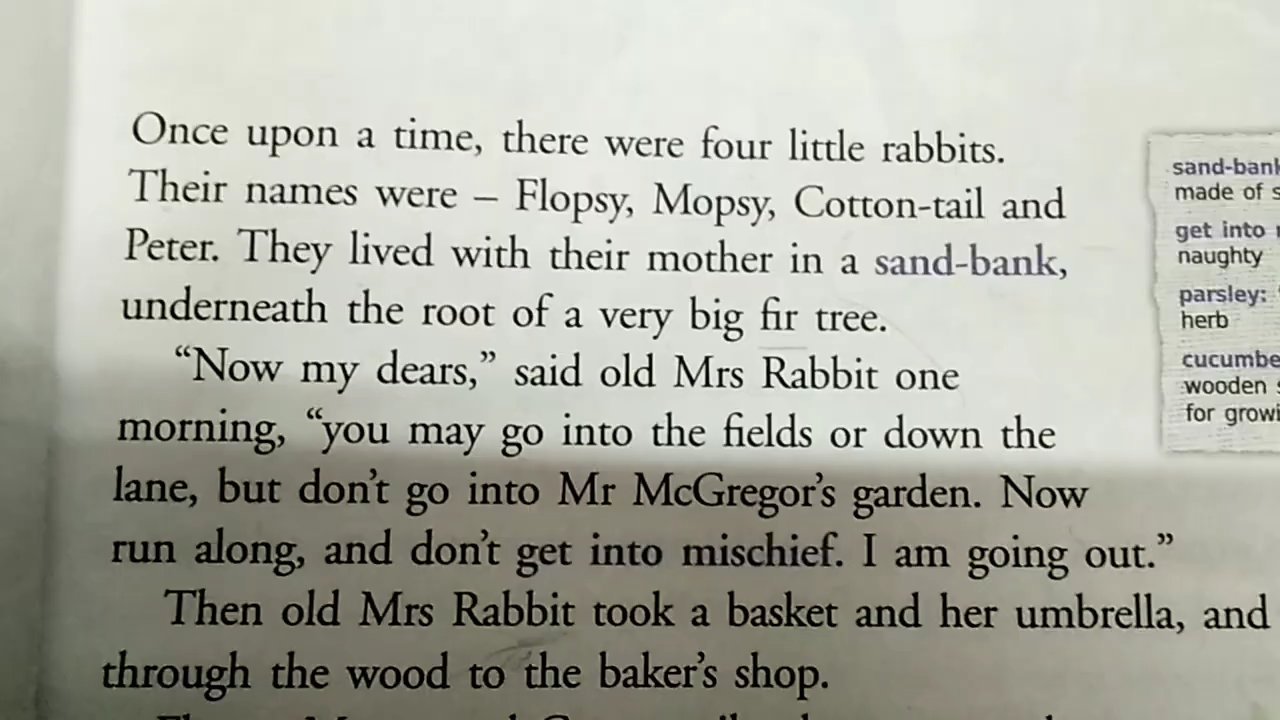 Once upon a time, there were four little rabbits.
Their names were – Flopsy, Mopsy, Cotton-tail and
Peter. They lived with their mother in a sand-bank,
underneath the root of a very big fir tree.
“Now my dears,” said old Mrs Rabbit one
morning, “you may go into the fields or down the
lane, but don’t go into Mr McGregor’s garden. Now
run along, and don’t get into mischief. I am going out.”
Then old Mrs Rabbit took a basket and her umbrella, and
through the wood to the baker’s shop.
sand-bank
made of
get into
naughty
parsley:
herb
wooden
for